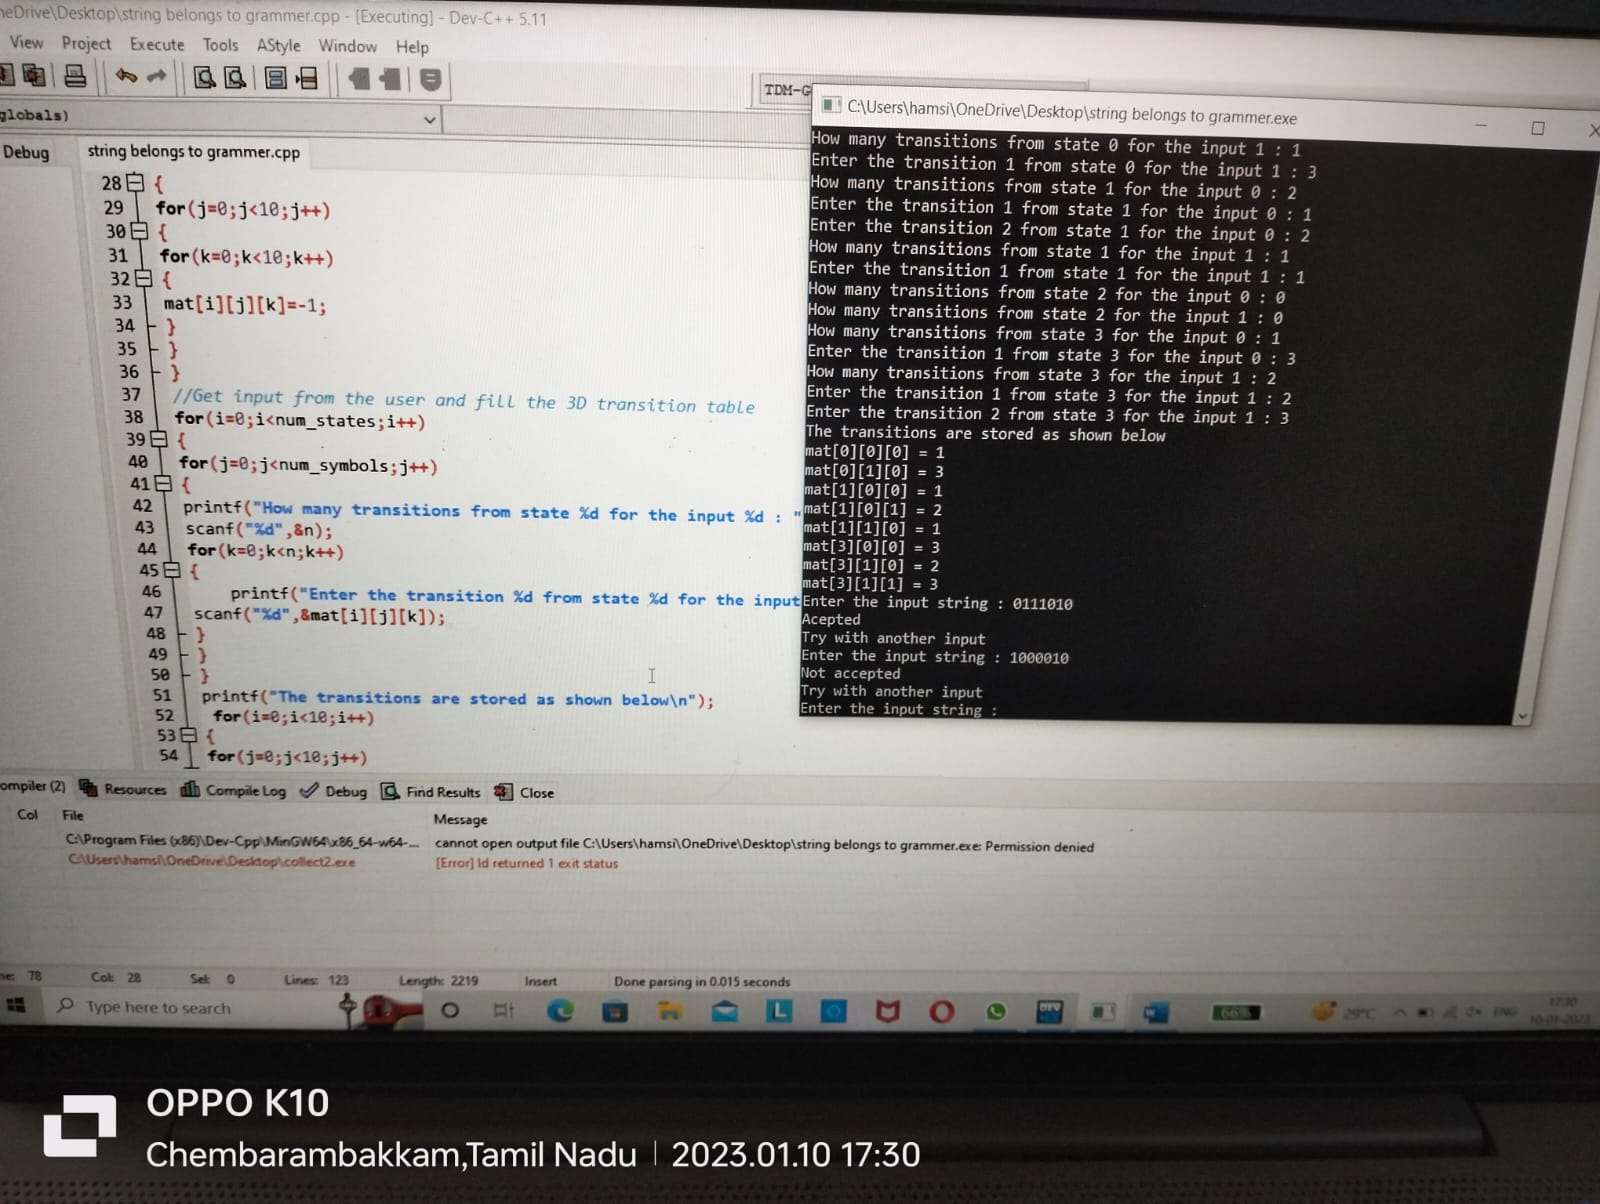 neDrive\Desktop\string belongs to grammer.cpp - [Executing] - Dev-C++ 5.11
View Project Execute Tools AStyle Window Help
TDM-G
globals)
Debug
string belongs to grammer.cpp
28 {
29 for(j=0;j<10;j++)
30 {
31 for(k=0;k<10;k++)
32 {
33 mat[i][j][k]=-1;
34 }
35 }
36 }
37 //Get input from the user and fill the 3D transition table
38 for(i=0;i<num_states;i++)
39 {
40 for(j=0;j<num_symbols;j++)
41 {
42 printf("How many transitions from state %d for the input %d : "
43 scanf("%d",&n);
44 for(k=0;k<n;k++)
45 {
46 printf("Enter the transition %d from state %d for the input
47 scanf("%d",&mat[i][j][k]);
48 }
49 }
50 }
51 printf("The transitions are stored as shown below\n");
52 for(i=0;i<10;i++)
53 {
54 for(j=0;j<10;j++)
C:\Users\hamsi\OneDrive\Desktop\string belongs to grammer.exe
How many transitions from state 0 for the input 1 : 1
Enter the transition 1 from state 0 for the input 1 : 3
How many transitions from state 1 for the input 0 : 2
Enter the transition 1 from state 1 for the input 0 : 1
Enter the transition 2 from state 1 for the input 0 : 2
How many transitions from state 1 for the input 1 : 1
Enter the transition 1 from state 1 for the input 1 : 1
How many transitions from state 2 for the input 0 : 0
How many transitions from state 2 for the input 1 : 0
How many transitions from state 3 for the input 0 : 1
Enter the transition 1 from state 3 for the input 0 : 3
How many transitions from state 3 for the input 1 : 2
Enter the transition 1 from state 3 for the input 1 : 2
Enter the transition 2 from state 3 for the input 1 : 3
The transitions are stored as shown below
mat[0][0][0] = 1
mat[0][1][0] = 3
mat[1][0][0] = 1
mat[1][0][1] = 2
mat[1][1][0] = 1
mat[3][0][0] = 3
mat[3][1][0] = 2
mat[3][1][1] = 3
Enter the input string : 0111010
Acepted
Try with another input
Enter the input string : 1000010
Not accepted
Try with another input
Enter the input string :
ompiler (2) Resources Compile Log Debug Find Results Close
Col File Message
C:\Program Files (x86)\Dev-Cpp\MinGW64\x86_64-w64-... cannot open output file C:\Users\hamsi\OneDrive\Desktop\string belongs to grammer.exe: Permission denied
C:\Users\hamsi\OneDrive\Desktop\collect2.exe [Error] ld returned 1 exit status
ne: 78 Col: 28 Sel: 0 Lines: 123 Length: 2219 Insert Done parsing in 0.015 seconds
Type here to search
L
DEV
W
66%
29°C ENG
17:30
10-01-2023
OPPO K10
Chembarambakkam,Tamil Nadu | 2023.01.10 17:30